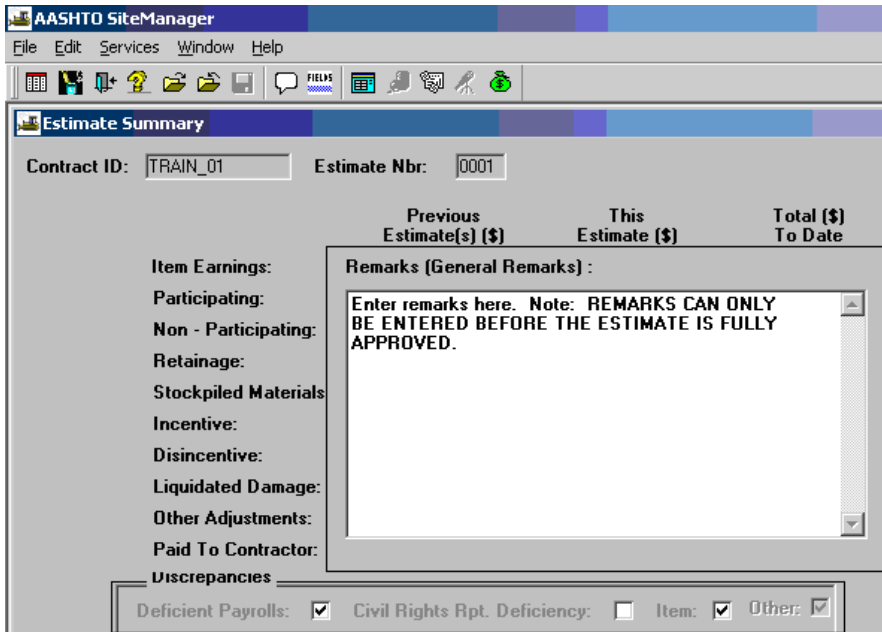 AASHTO SiteManager
File Edit Services Window Help
FIELDS
Estimate Summary
Contract ID: TRAIN_01 Estimate Nbr: 0001
Previous Estimate(s) ($) This Estimate ($) Total ($) To Date
Item Earnings:
Remarks (General Remarks) :
Participating:
Enter remarks here. Note: REMARKS CAN ONLY
BE ENTERED BEFORE THE ESTIMATE IS FULLY
APPROVED.
Non - Participating:
Retainage:
Stockpiled Materials
Incentive:
Disincentive:
Liquidated Damage:
Other Adjustments:
Paid To Contractor:
Discrepancies
Deficient Payrolls: Civil Rights Rpt. Deficiency: Item: Other: